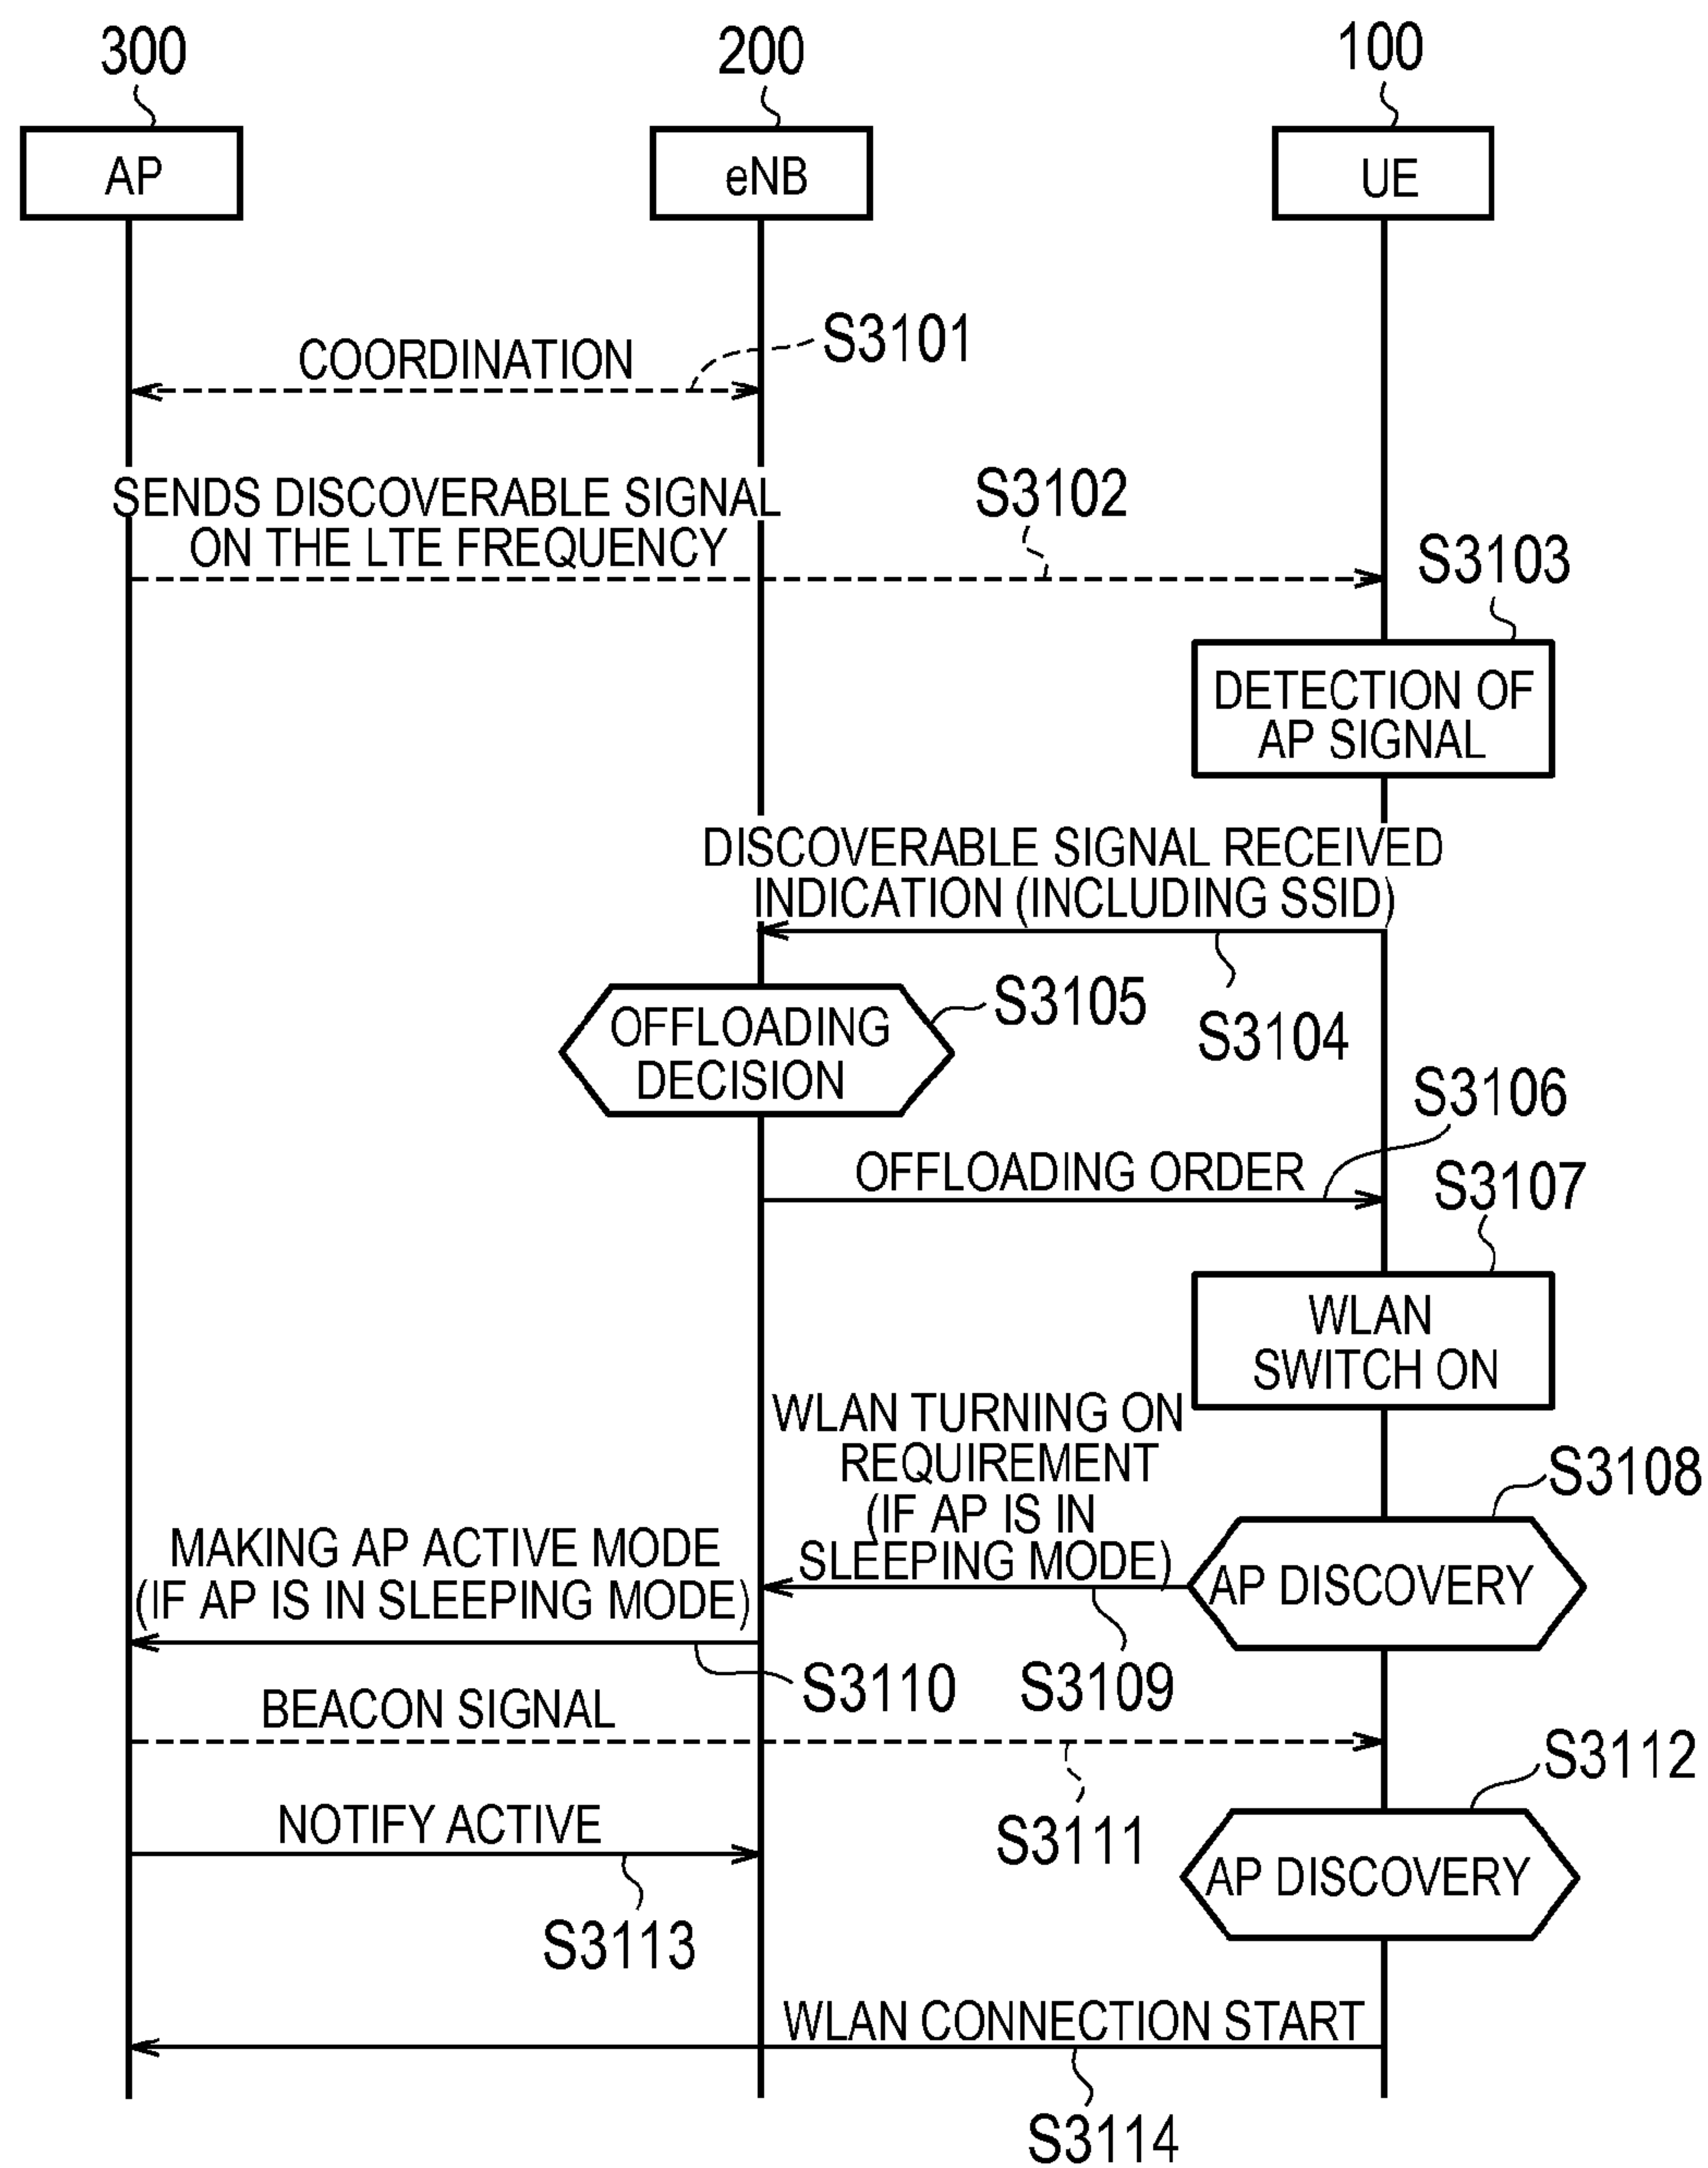 300
200
100
AP
eNB
UE
COORDINATION
S3101
SENDS DISCOVERABLE SIGNAL
ON THE LTE FREQUENCY
S3102
S3103
DETECTION OF
AP SIGNAL
DISCOVERABLE SIGNAL RECEIVED
INDICATION (INCLUDING SSID)
S3104
OFFLOADING
DECISION
S3105
OFFLOADING ORDER
S3106
S3107
WLAN
SWITCH ON
WLAN TURNING ON
REQUIREMENT
(IF AP IS IN
SLEEPING MODE)
S3108
AP DISCOVERY
MAKING AP ACTIVE MODE
(IF AP IS IN SLEEPING MODE)
S3109
S3110
BEACON SIGNAL
S3111
S3112
AP DISCOVERY
NOTIFY ACTIVE
S3113
WLAN CONNECTION START
S3114